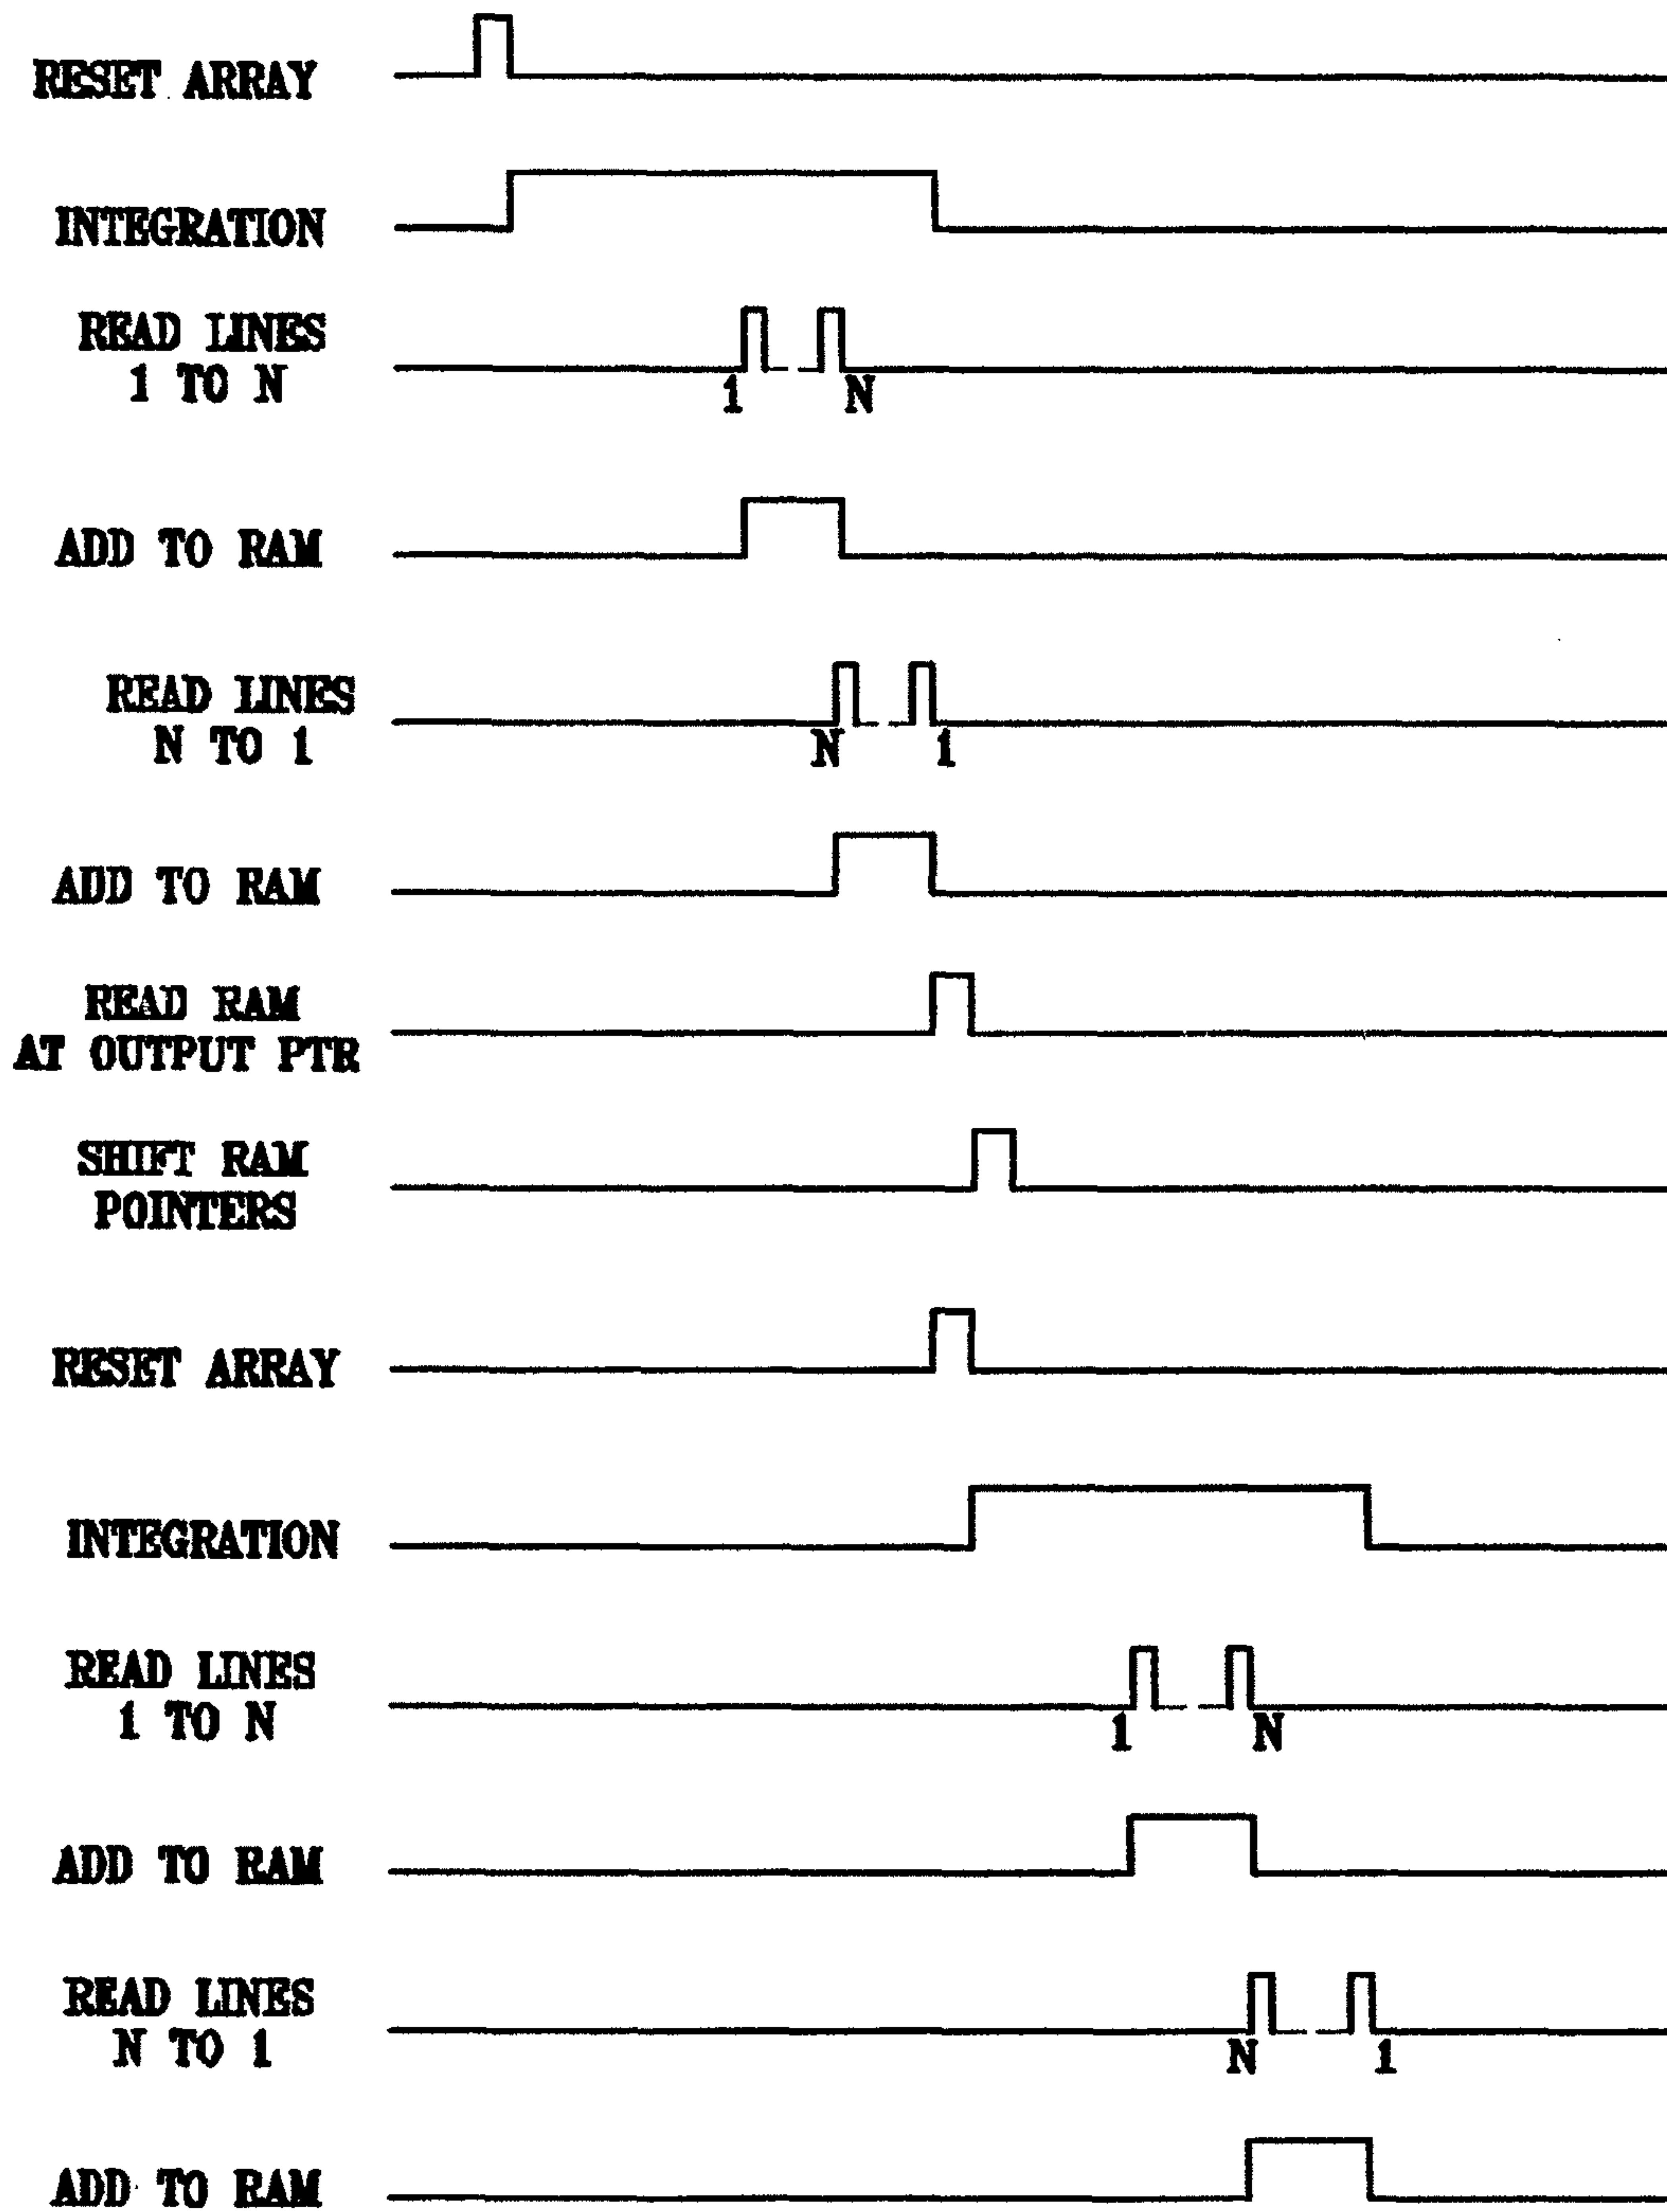 RESET ARRAY
INTEGRATION
READ LINES
1 TO N
1 N
ADD TO RAM
READ LINES
N TO 1
N 1
ADD TO RAM
READ RAM
AT OUTPUT PTR
SHIFT RAM
POINTERS
RESET ARRAY
INTEGRATION
READ LINES
1 TO N
1 N
ADD TO RAM
READ LINES
N TO 1
N 1
ADD TO RAM